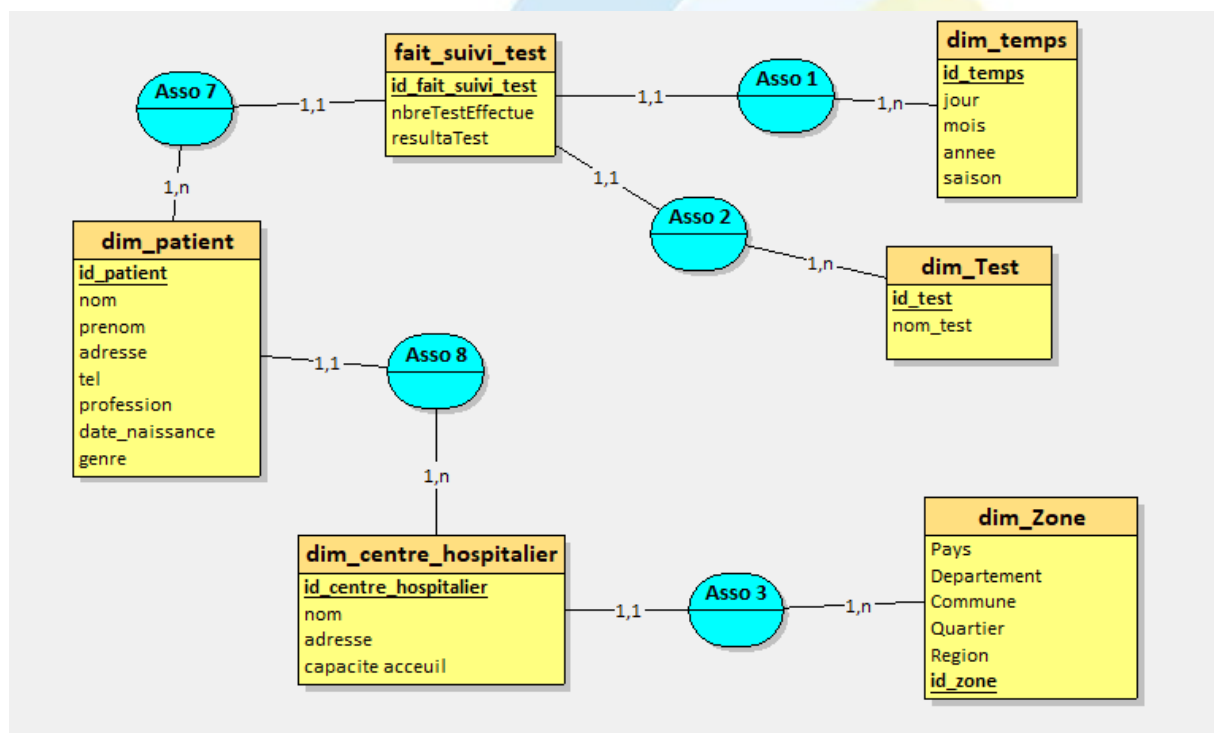 fait_suivi_test
id_fait_suivi_test
nbreTestEffectue
resultaTest
dim_temps
id_temps
jour
mois
annee
saison
Asso 7
1,1
1,n
Asso 1
1,1
1,n
Asso 2
1,1
1,n
dim_patient
id_patient
nom
prenom
adresse
tel
profession
date_naissance
genre
dim_Test
id_test
nom_test
Asso 8
1,1
1,n
dim_centre_hospitalier
id_centre_hospitalier
nom
adresse
capacite acceuil
Asso 3
1,1
1,n
dim_Zone
Pays
Departement
Commune
Quartier
Region
id_zone